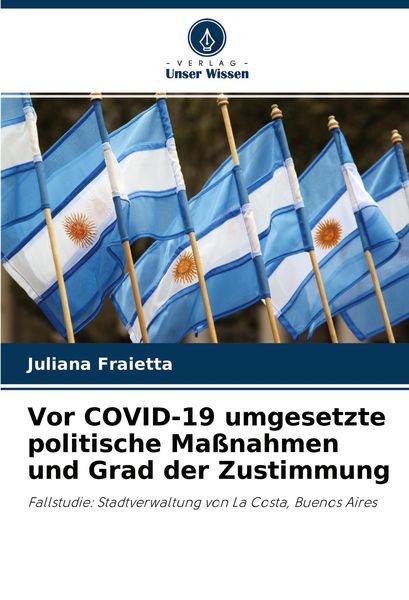 - VERLAG -
Unser Wissen
Juliana Fraietta
Vor COVID-19 umgesetzte
politische Maßnahmen
und Grad der Zustimmung
Fallstudie: Stadtverwaltung von La Costa, Buenos Aires